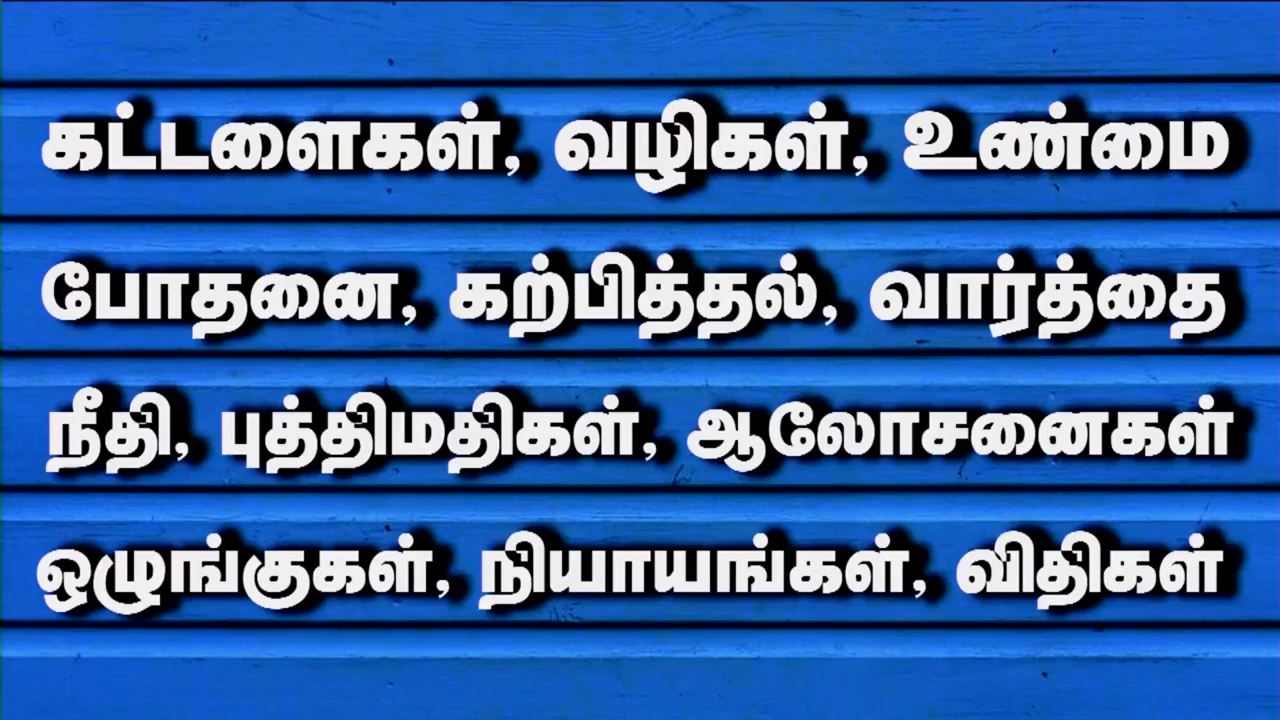 கட்டளைகள், வழிகள், உண்மை
போதனை, கற்பித்தல், வார்த்தை
நீதி, புத்திமதிகள், ஆலோசனைகள்
ஒழுங்குகள், நியாயங்கள், விதிகள்